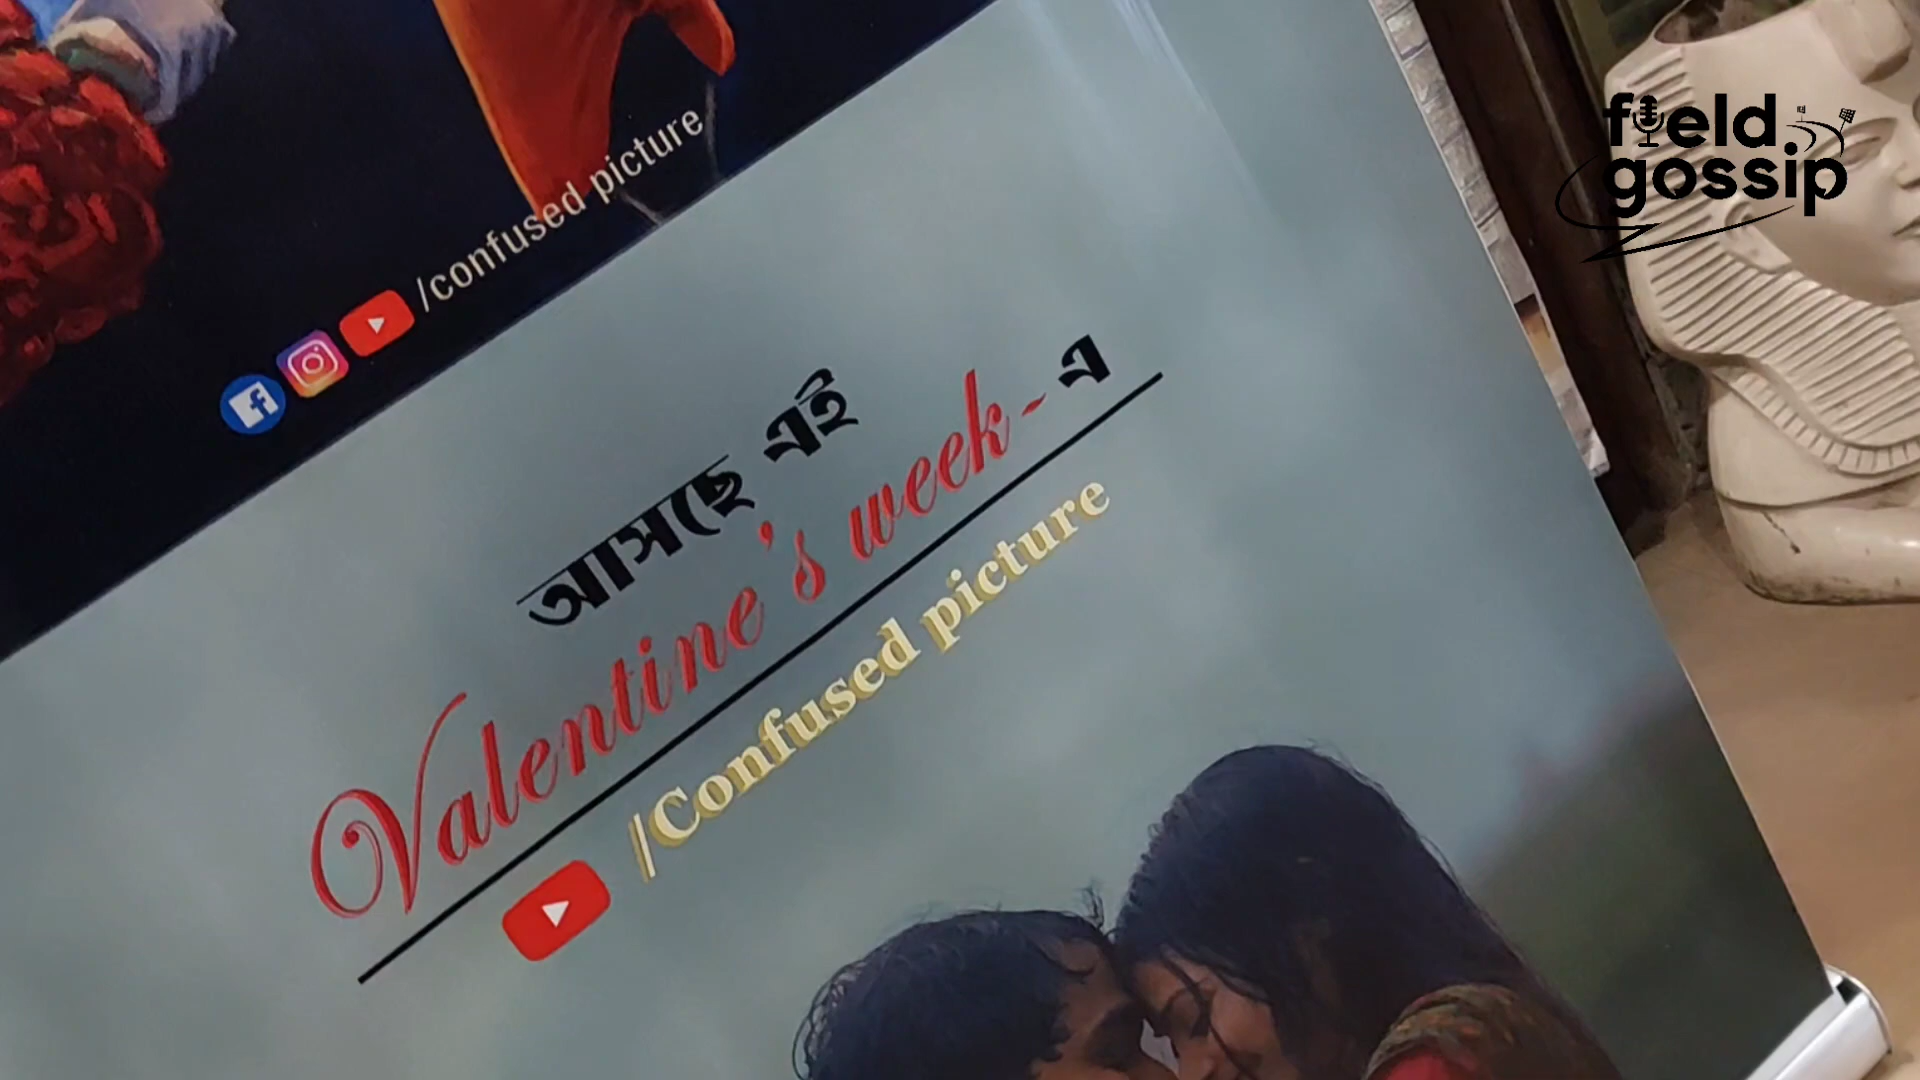 field
gossip
/confused picture
আসছে এই
Valentine's week - এ
/Confused picture